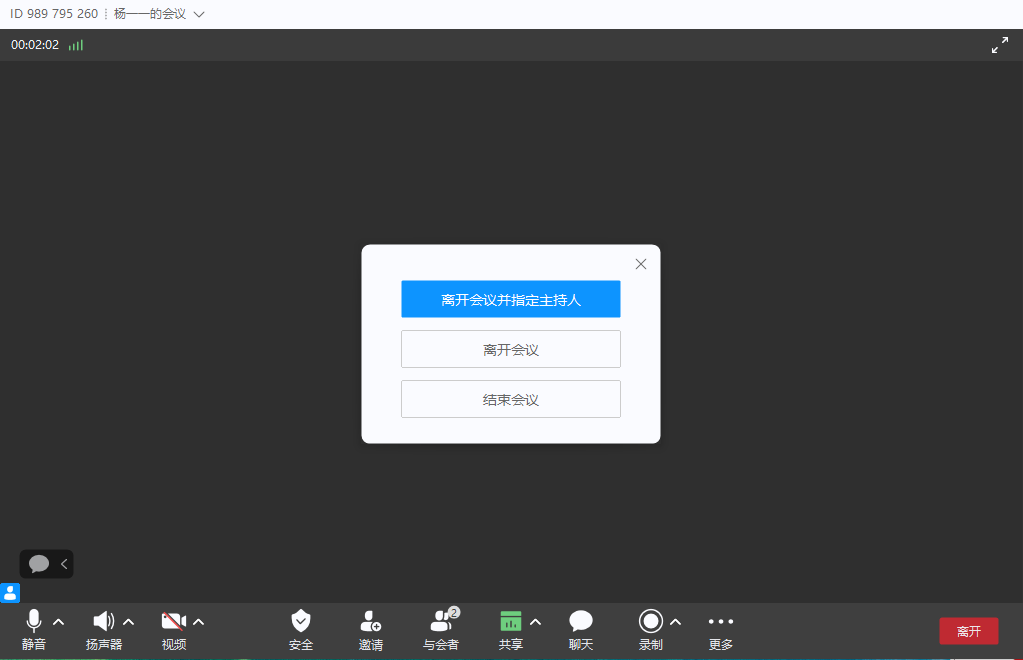 ID 989 795 260 ⁝ 杨一一的会议
00:02:02
离开会议并指定主持人
离开会议
结束会议
2
静音 扬声器 视频 安全 邀请 与会者 共享 聊天 录制 更多 离开